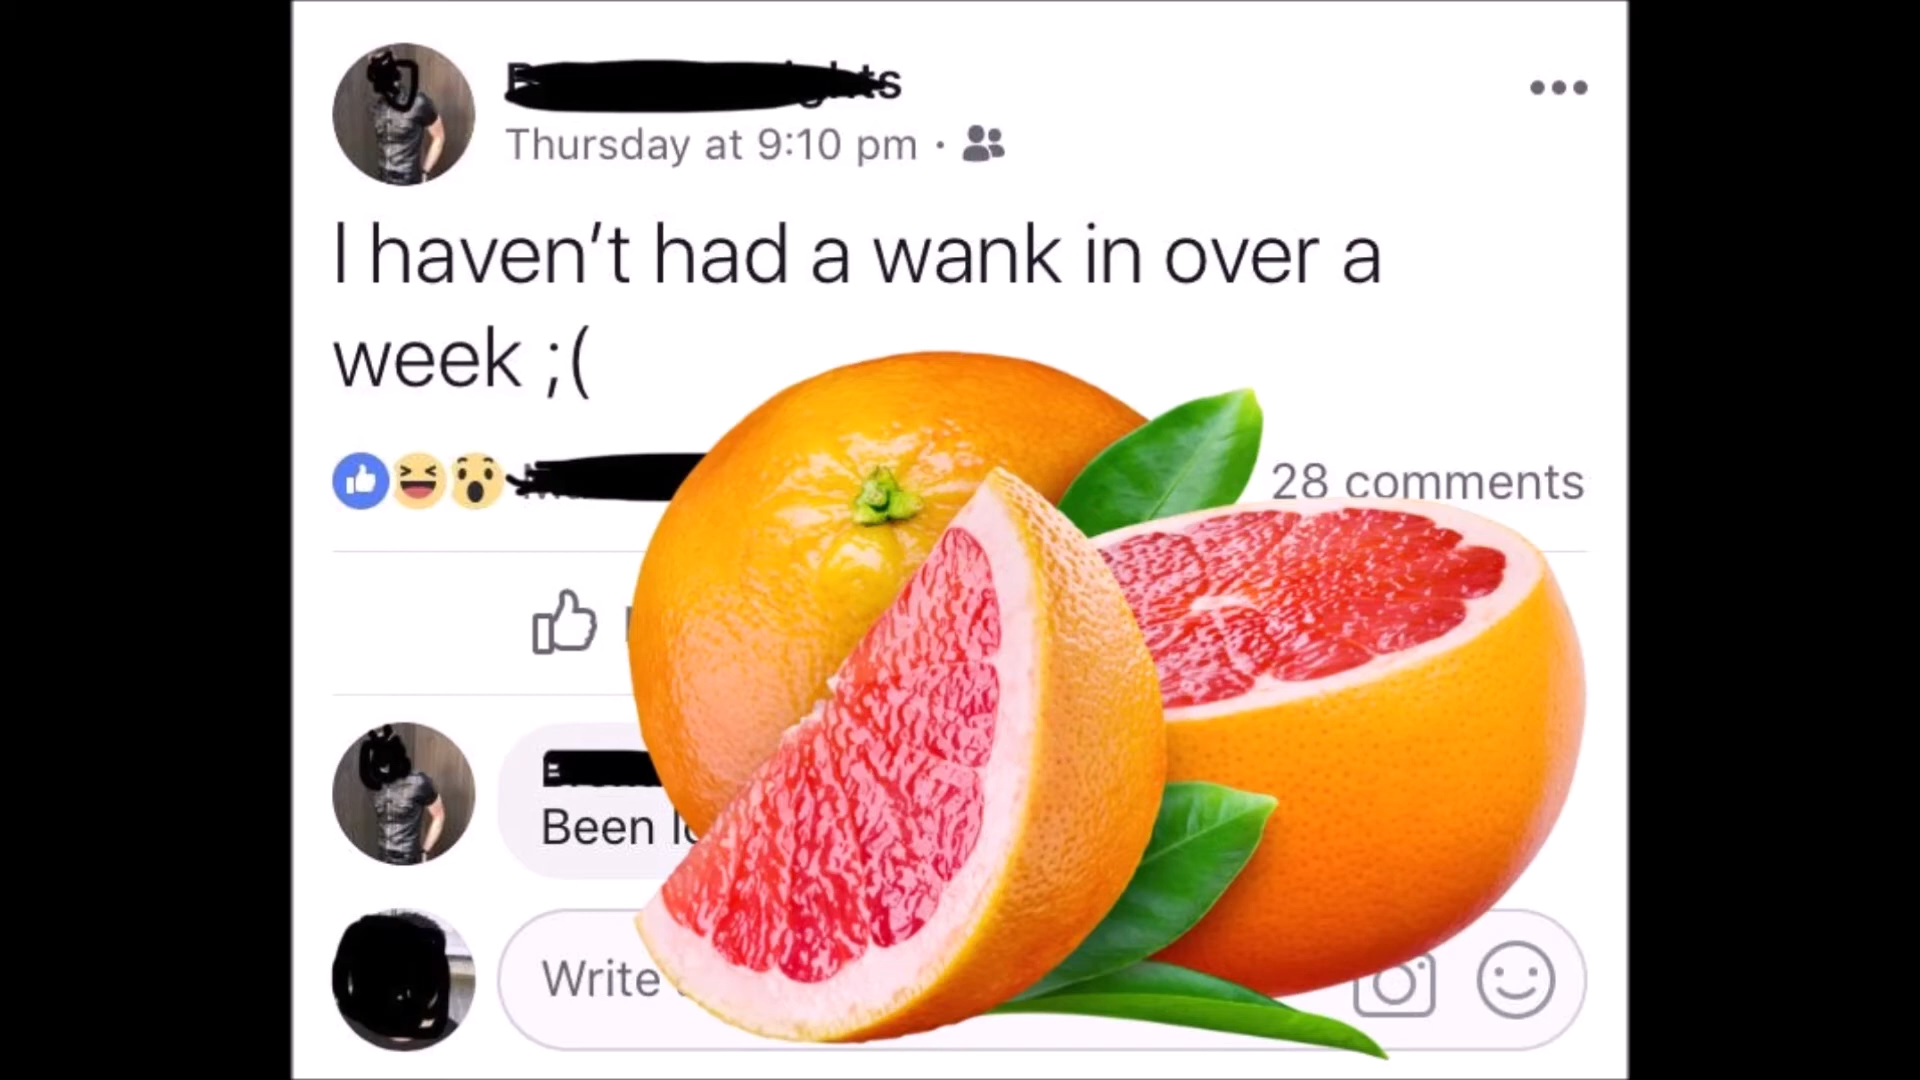 Thursday at 9:10 pm
I haven't had a wank in over a
week ;(
28 comments
Been
Write